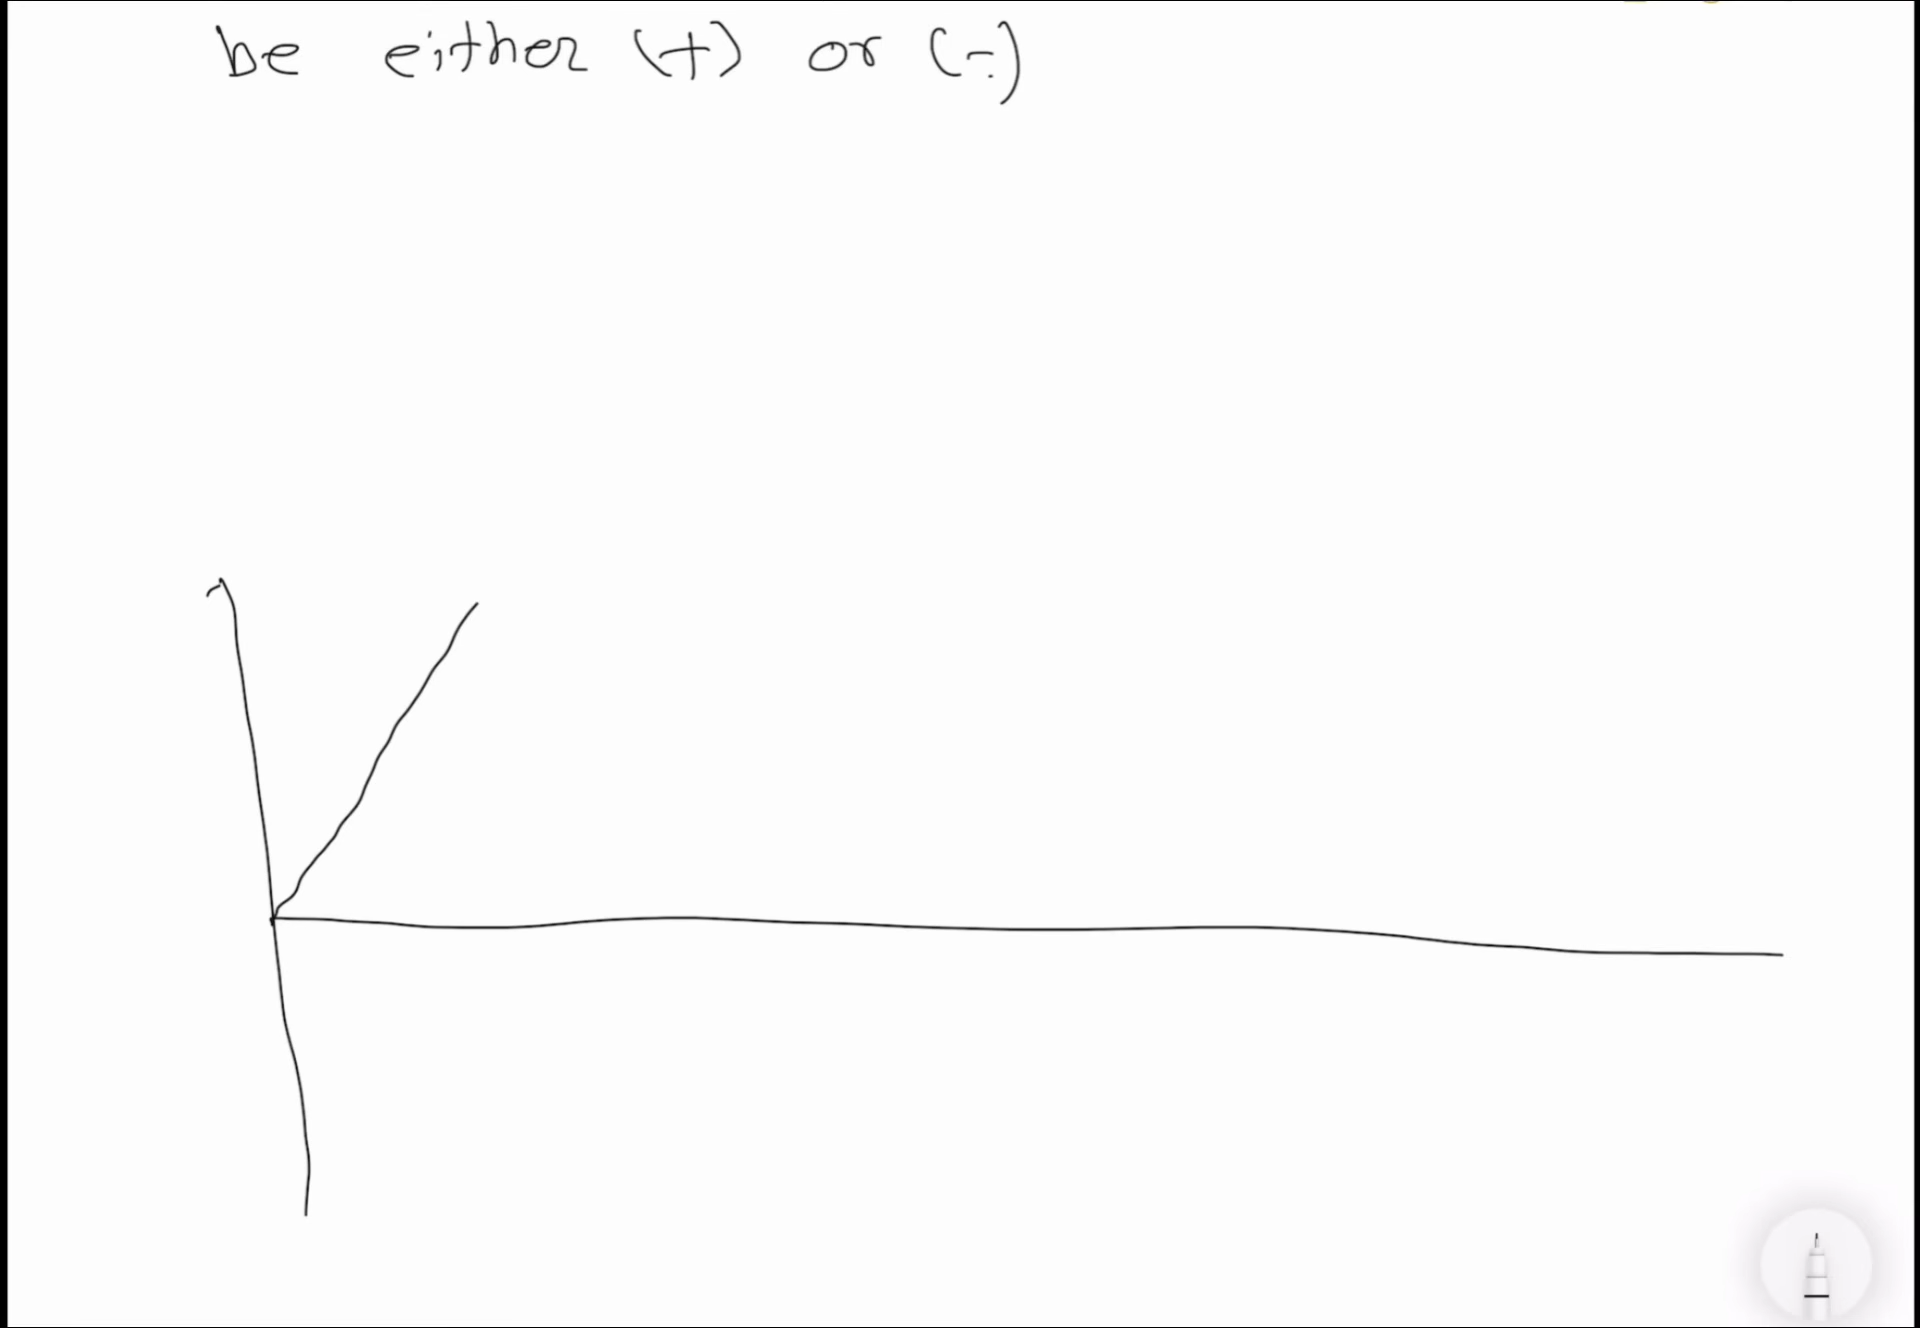 be either (+) or (-)